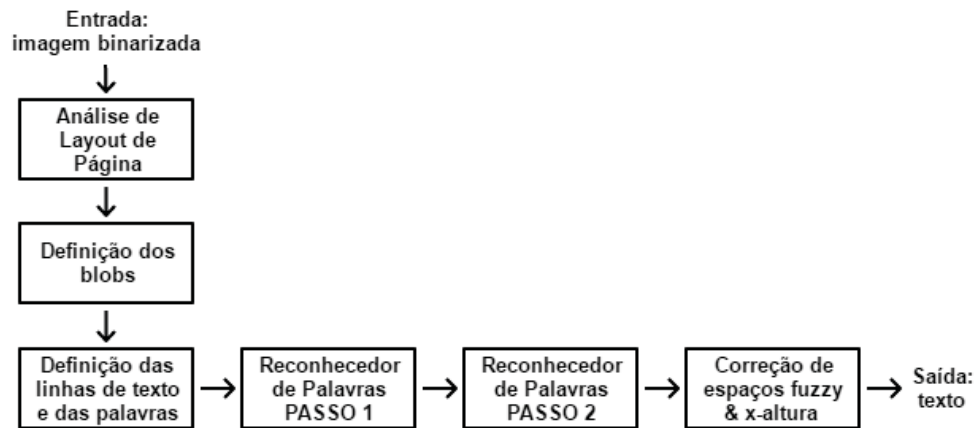 Entrada:
imagem binarizada
Análise de
Layout de
Página
Definição dos
blobs
Definição das
linhas de texto
e das palavras
Reconhecedor
de Palavras
PASSO 1
Reconhecedor
de Palavras
PASSO 2
Correção de
espaços fuzzy
& x-altura
Saída:
texto